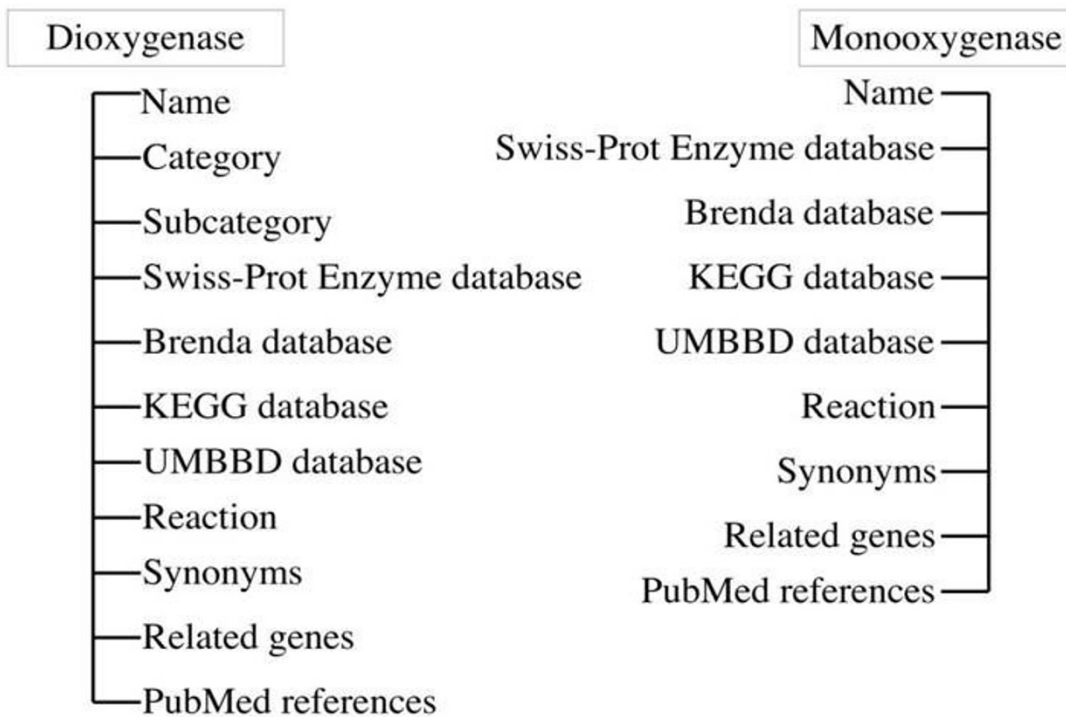 Dioxygenase
Name
Category
Subcategory
Swiss-Prot Enzyme database
Brenda database
KEGG database
UMBBD database
Reaction
Synonyms
Related genes
PubMed references
Monooxygenase
Name
Swiss-Prot Enzyme database
Brenda database
KEGG database
UMBBD database
Reaction
Synonyms
Related genes
PubMed references